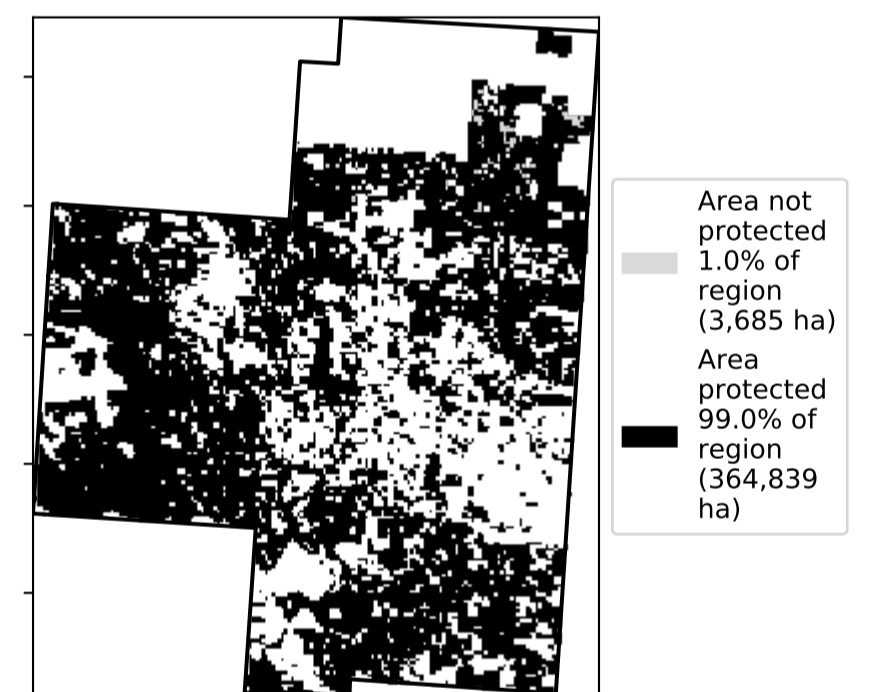 Area not
protected
1.0% of
region
(3,685 ha)
Area
protected
99.0% of
region
(364,839
ha)